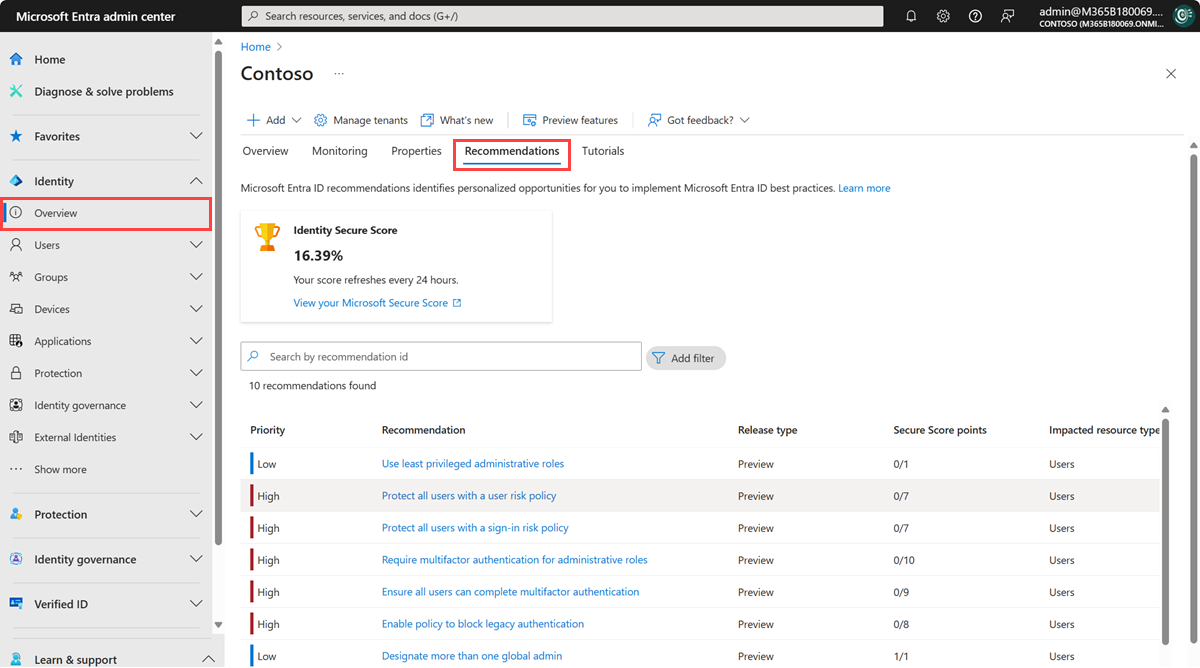 Microsoft Entra admin center
Search resources, services, and docs (G+/)
admin@M365B180069....
CONTOSO (M365B180069.ONMI...
Home
Diagnose & solve problems
Favorites
Identity
Overview
Users
Groups
Devices
Applications
Protection
Identity governance
External Identities
Show more
Protection
Identity governance
Verified ID
Learn & support
Home
Contoso
Add
Manage tenants
What's new
Preview features
Got feedback?
Overview Monitoring Properties Recommendations Tutorials
Microsoft Entra ID recommendations identifies personalized opportunities for you to implement Microsoft Entra ID best practices. Learn more
Identity Secure Score
16.39%
Your score refreshes every 24 hours.
View your Microsoft Secure Score
Search by recommendation id
Add filter
10 recommendations found
Priority Recommendation Release type Secure Score points Impacted resource type
Low Use least privileged administrative roles Preview 0/1 Users
High Protect all users with a user risk policy Preview 0/7 Users
High Protect all users with a sign-in risk policy Preview 0/7 Users
High Require multifactor authentication for administrative roles Preview 0/10 Users
High Ensure all users can complete multifactor authentication Preview 0/9 Users
High Enable policy to block legacy authentication Preview 0/8 Users
Low Designate more than one global admin Preview 1/1 Users